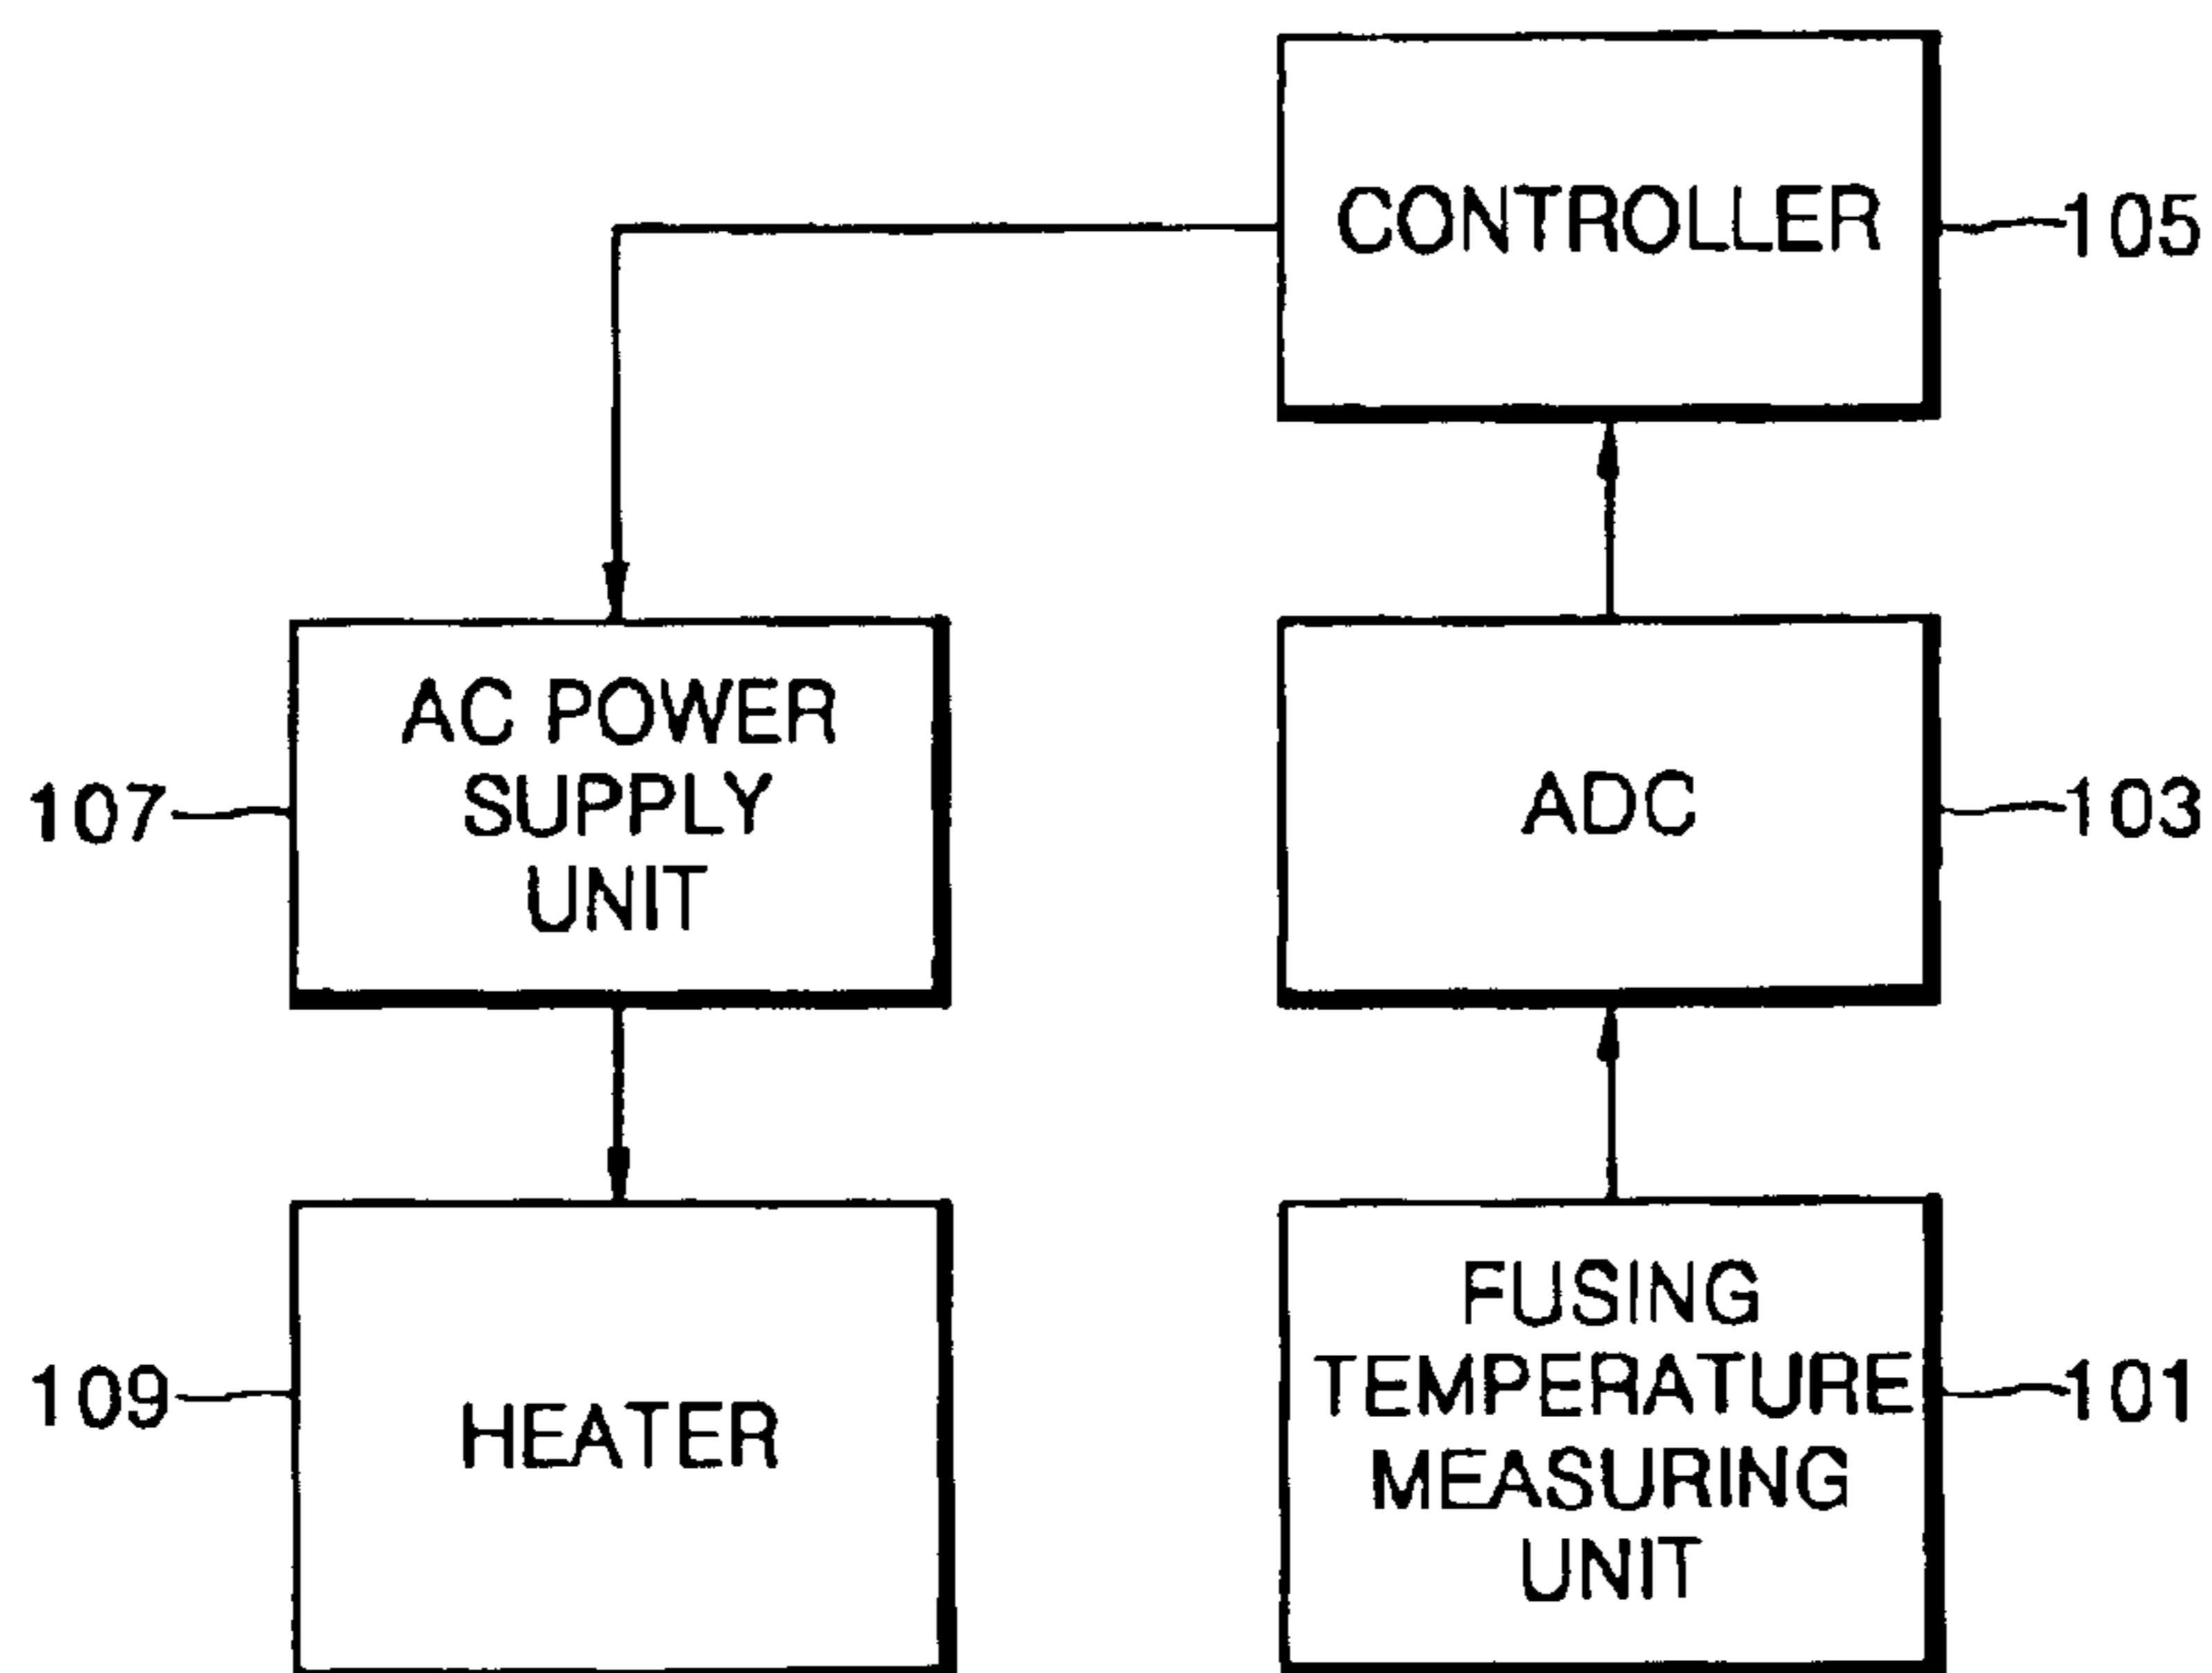 CONTROLLER
105
AC POWER
SUPPLY
UNIT
107
ADC
103
HEATER
109
FUSING
TEMPERATURE
MEASURING
UNIT
101